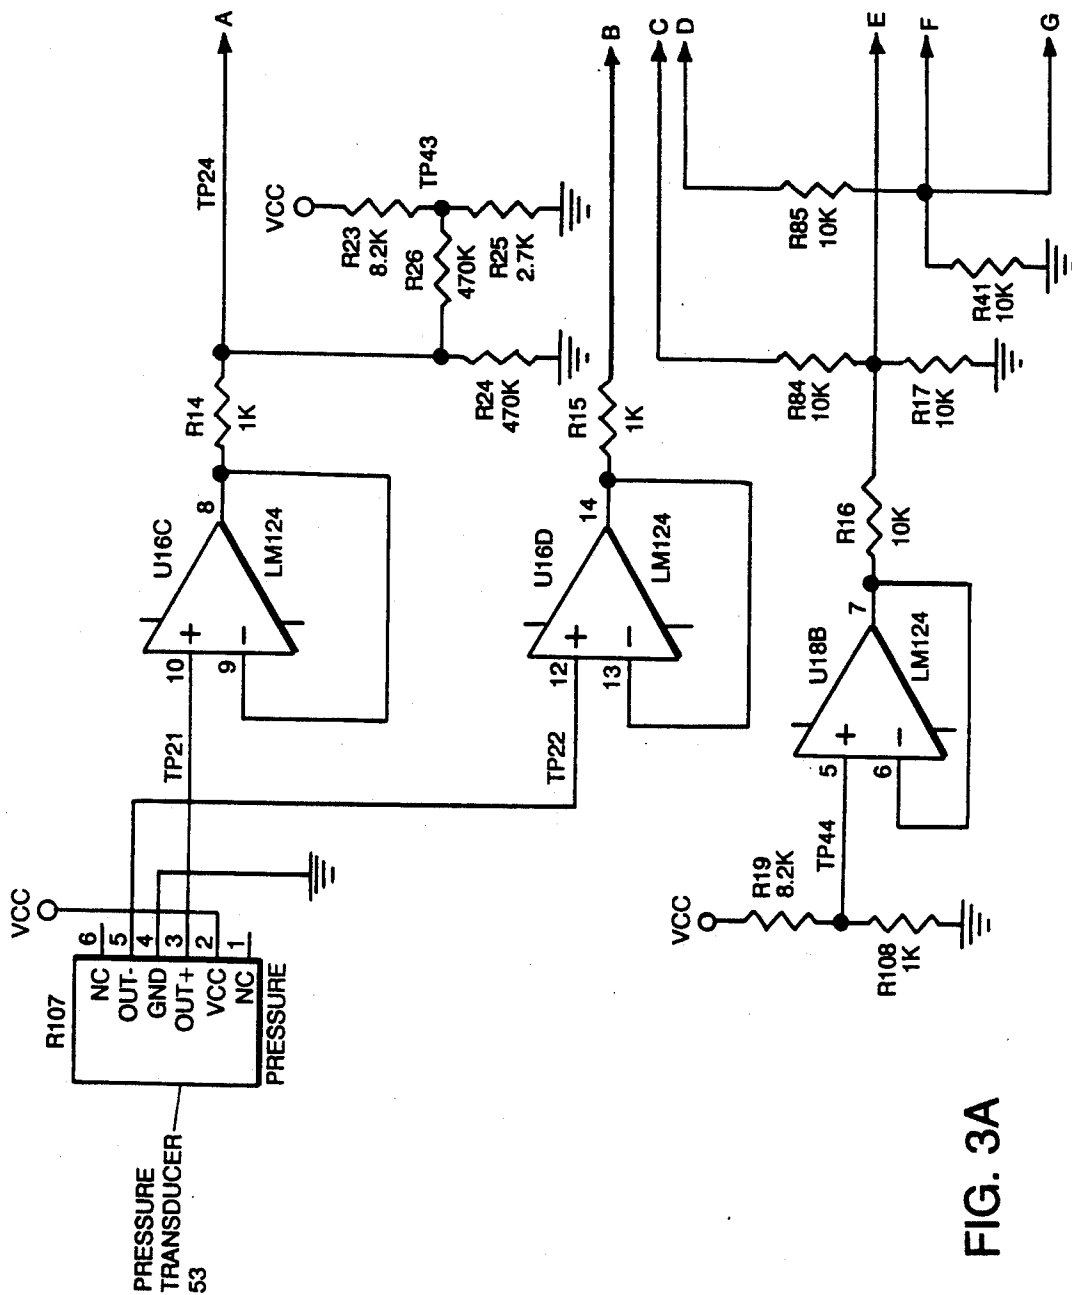 PRESSURE
TRANSDUCER
53
R107
NC
OUT-
GND
OUT+
VCC
NC
6
5
4
3
2
1
PRESSURE
VCC
TP21
TP22
10
9
+
-
U16C
LM124
8
R14
1K
TP24
A
VCC
R23
8.2K
R26
470K
TP43
R25
2.7K
R24
470K
12
13
+
-
U16D
LM124
14
R15
1K
B
C
D
VCC
R19
8.2K
TP44
R108
1K
5
6
+
-
U18B
LM124
7
R16
10K
R84
10K
R17
10K
R85
10K
R41
10K
E
F
G
FIG. 3A